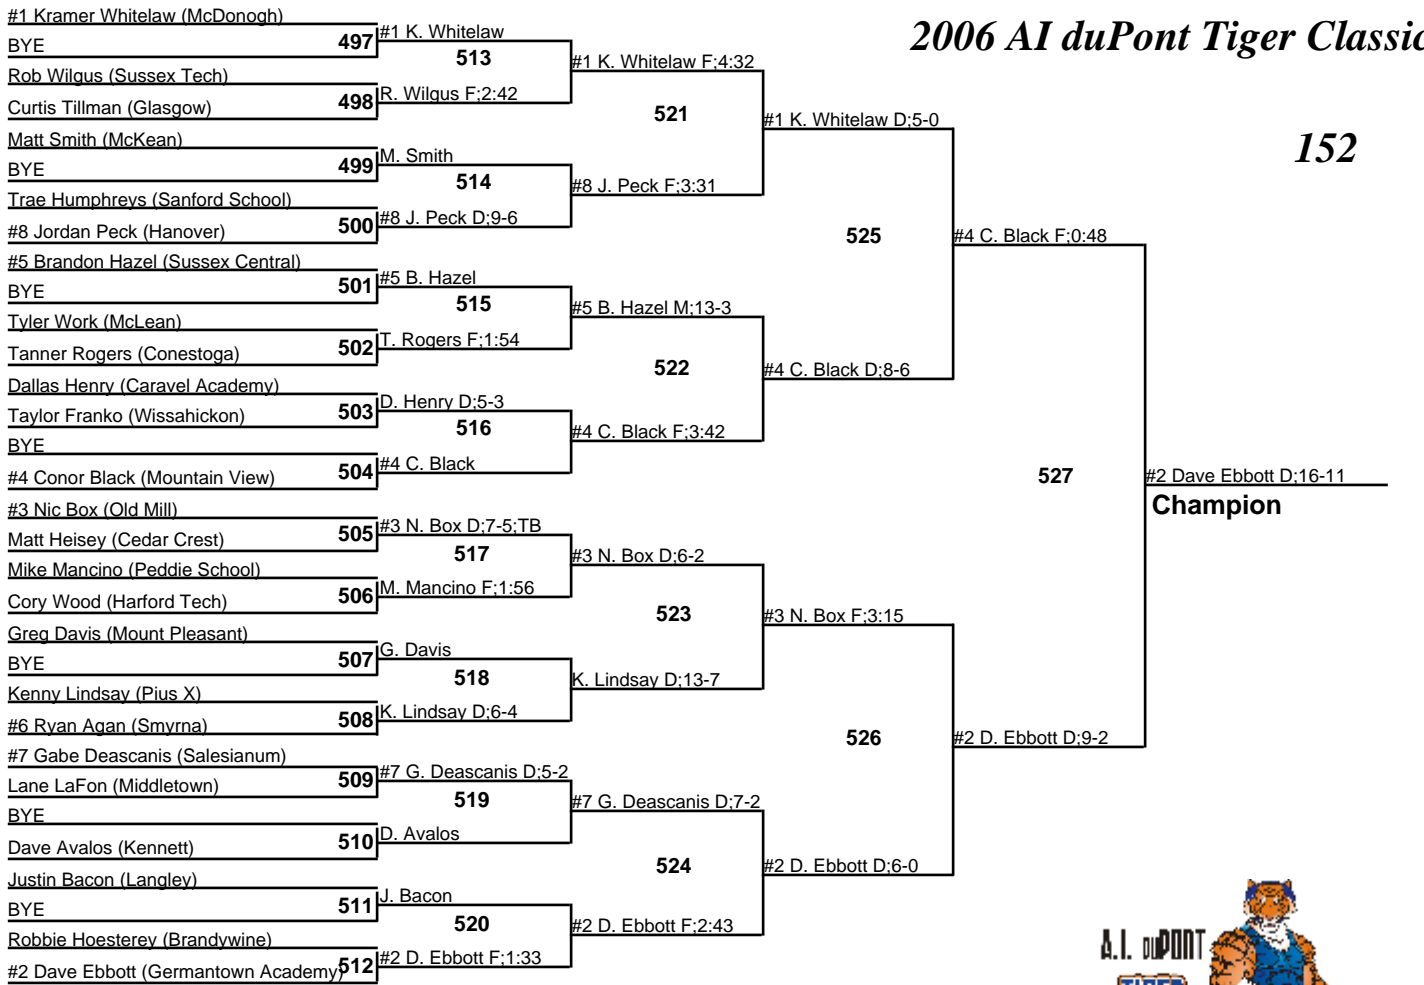 2006 AI duPont Tiger Classic
152
#1 Kramer Whitelaw (McDonogh)
BYE
497
Rob Wilgus (Sussex Tech)
Curtis Tillman (Glasgow)
498
Matt Smith (McKean)
BYE
499
Trae Humphreys (Sanford School)
#8 Jordan Peck (Hanover)
500
#5 Brandon Hazel (Sussex Central)
BYE
501
Tyler Work (McLean)
Tanner Rogers (Conestoga)
502
Dallas Henry (Caravel Academy)
Taylor Franko (Wissahickon)
503
BYE
#4 Conor Black (Mountain View)
504
#3 Nic Box (Old Mill)
Matt Heisey (Cedar Crest)
505
Mike Mancino (Peddie School)
Cory Wood (Harford Tech)
506
Greg Davis (Mount Pleasant)
BYE
507
Kenny Lindsay (Pius X)
#6 Ryan Agan (Smyrna)
508
#7 Gabe Deascanis (Salesianum)
Lane LaFon (Middletown)
509
BYE
Dave Avalos (Kennett)
510
Justin Bacon (Langley)
BYE
511
Robbie Hoesterey (Brandywine)
#2 Dave Ebbott (Germantown Academy)
512
#1 K. Whitelaw
513
R. Wilgus F;2:42
M. Smith
514
#8 J. Peck D;9-6
#5 B. Hazel
515
T. Rogers F;1:54
D. Henry D;5-3
516
#4 C. Black
#3 N. Box D;7-5;TB
517
M. Mancino F;1:56
G. Davis
518
K. Lindsay D;6-4
#7 G. Deascanis D;5-2
519
D. Avalos
J. Bacon
520
#2 D. Ebbott F;1:33
#1 K. Whitelaw F;4:32
521
#8 J. Peck F;3:31
#5 B. Hazel M;13-3
522
#4 C. Black F;3:42
#3 N. Box D;6-2
523
K. Lindsay D;13-7
#7 G. Deascanis D;7-2
524
#2 D. Ebbott F;2:43
#1 K. Whitelaw D;5-0
525
#4 C. Black D;8-6
#3 N. Box F;3:15
526
#2 D. Ebbott D;6-0
#4 C. Black F;0:48
527
#2 D. Ebbott D;9-2
#2 Dave Ebbott D;16-11
Champion
A.I. DUPONT
TIGER